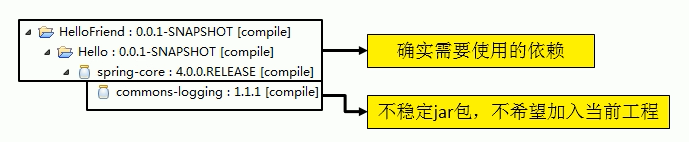 HelloFriend : 0.0.1-SNAPSHOT [compile]
确实需要使用的依赖
Hello : 0.0.1-SNAPSHOT [compile]
spring-core : 4.0.0.RELEASE [compile]
commons-logging : 1.1.1 [compile]
不稳定jar包，不希望加入当前工程